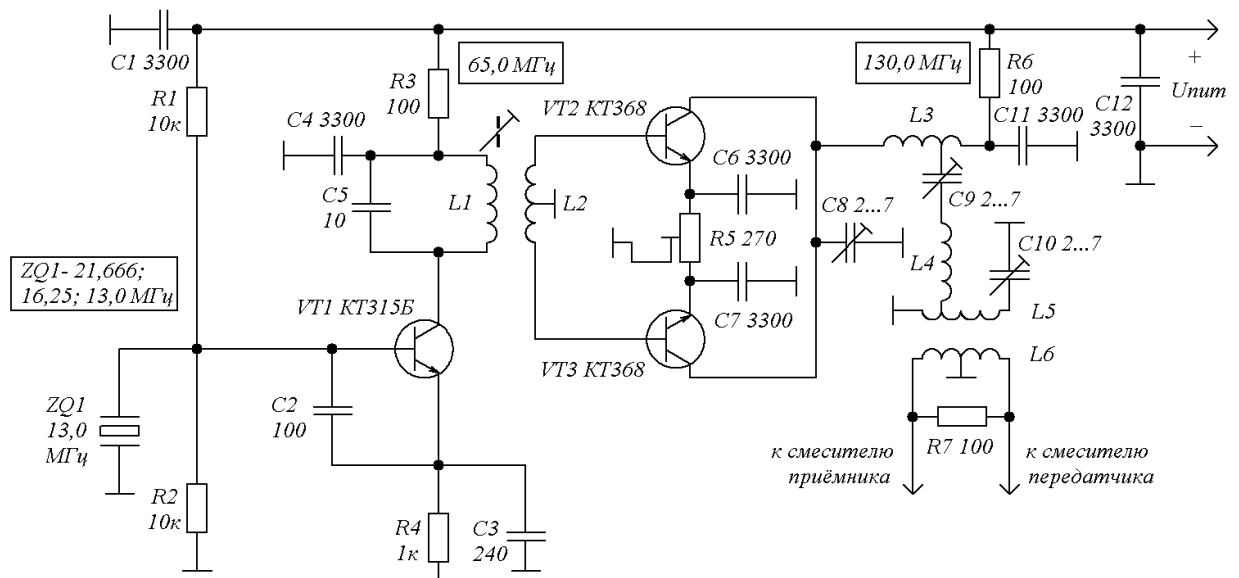 C1 3300
R1
10к
R3
100
65,0 МГц
130,0 МГц
R6
100
+
Uпит
−
C12
3300
C4 3300
VT2 КТ368
L3
C11 3300
C5
10
L1
L2
C6 3300
C8 2...7
C9 2...7
R5 270
C10 2...7
L4
ZQ1- 21,666;
16,25; 13,0 МГц
VT1 КТ315Б
C7 3300
L5
VT3 КТ368
L6
ZQ1
13,0
МГц
C2
100
R7 100
к смесителю
приёмника
к смесителю
передатчика
R2
10к
R4
1к
C3
240